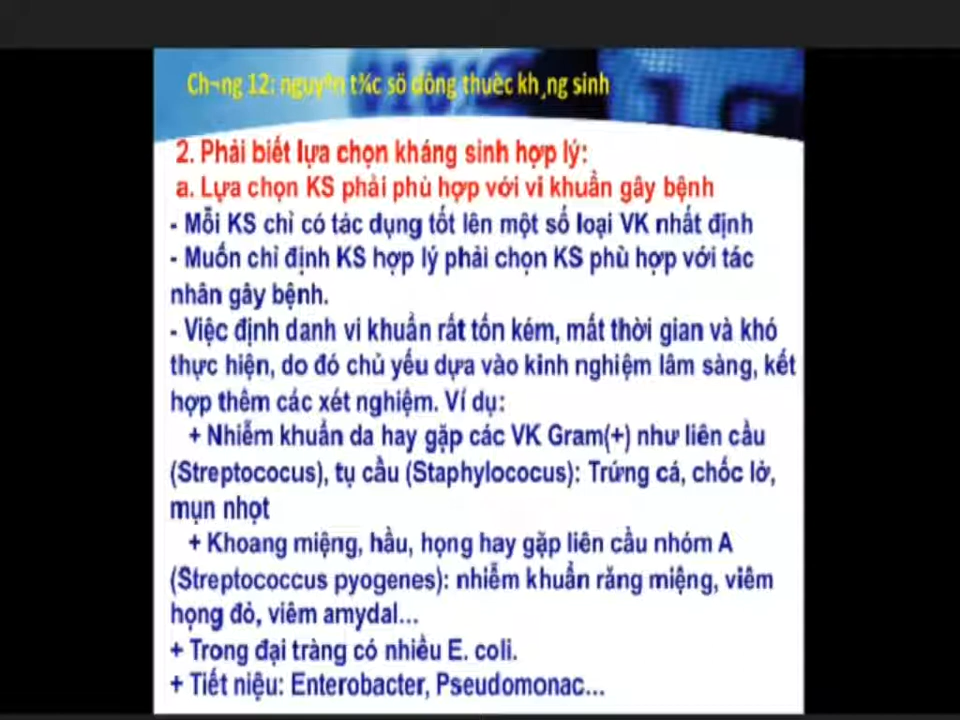 Ch¬ng 12: nguyªn t¾c sö dông thuèc kh¸ng sinh
2. Phải biết lựa chọn kháng sinh hợp lý:
a. Lựa chọn KS phải phù hợp với vi khuẩn gây bệnh
- Mỗi KS chỉ có tác dụng tốt lên một số loại VK nhất định
- Muốn chỉ định KS hợp lý phải chọn KS phù hợp với tác
nhân gây bệnh.
- Việc định danh vi khuẩn rất tốn kém, mất thời gian và khó
thực hiện, do đó chủ yếu dựa vào kinh nghiệm lâm sàng, kết
hợp thêm các xét nghiệm. Ví dụ:
+ Nhiễm khuẩn da hay gặp các VK Gram(+) như liên cầu
(Streptococus), tụ cầu (Staphylococus): Trứng cá, chốc lở,
mụn nhọt
+ Khoang miệng, hầu, họng hay gặp liên cầu nhóm A
(Streptococcus pyogenes): nhiễm khuẩn răng miệng, viêm
họng đỏ, viêm amydal...
+ Trong đại tràng có nhiều E. coli.
+ Tiết niệu: Enterobacter, Pseudomonac...